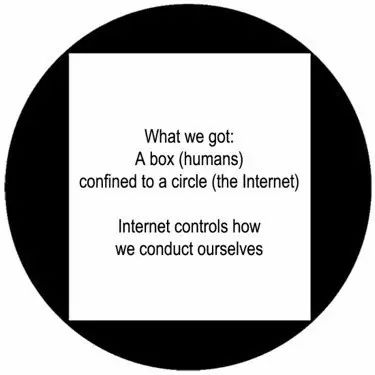 What we got:
A box (humans)
confined to a circle (the Internet)
Internet controls how
we conduct ourselves